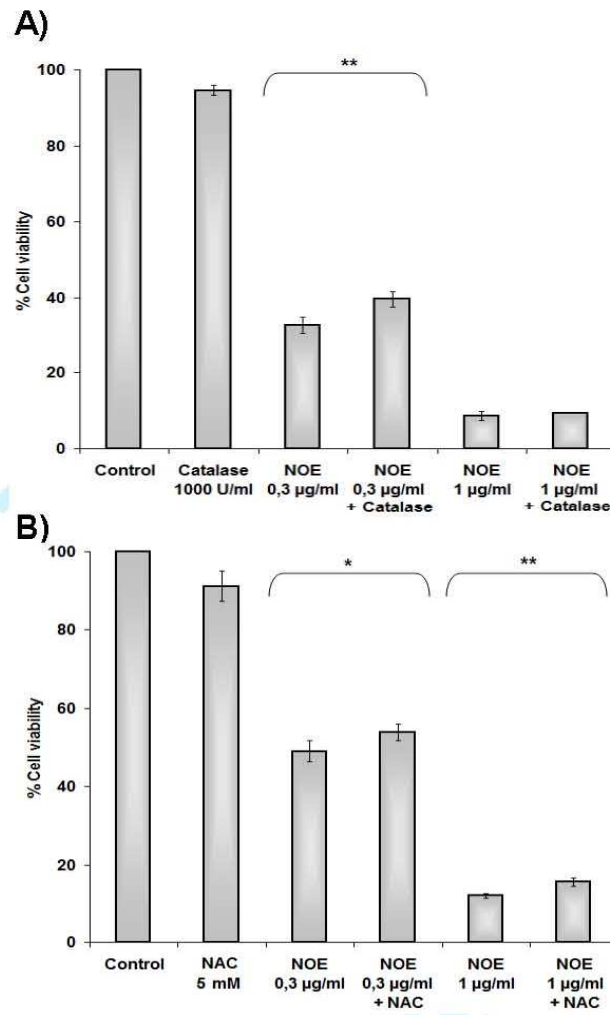 A)
**
100
80
60
40
20
0
% Cell viability
Control Catalase NOE NOE NOE NOE
1000 U/ml 0,3 µg/ml 0,3 µg/ml 1 µg/ml 1 µg/ml
+ Catalase + Catalase
B)
* **
100
80
60
40
20
0
% Cell viability
Control NAC NOE NOE NOE NOE
5 mM 0,3 µg/ml 0,3 µg/ml 1 µg/ml 1 µg/ml
+ NAC + NAC